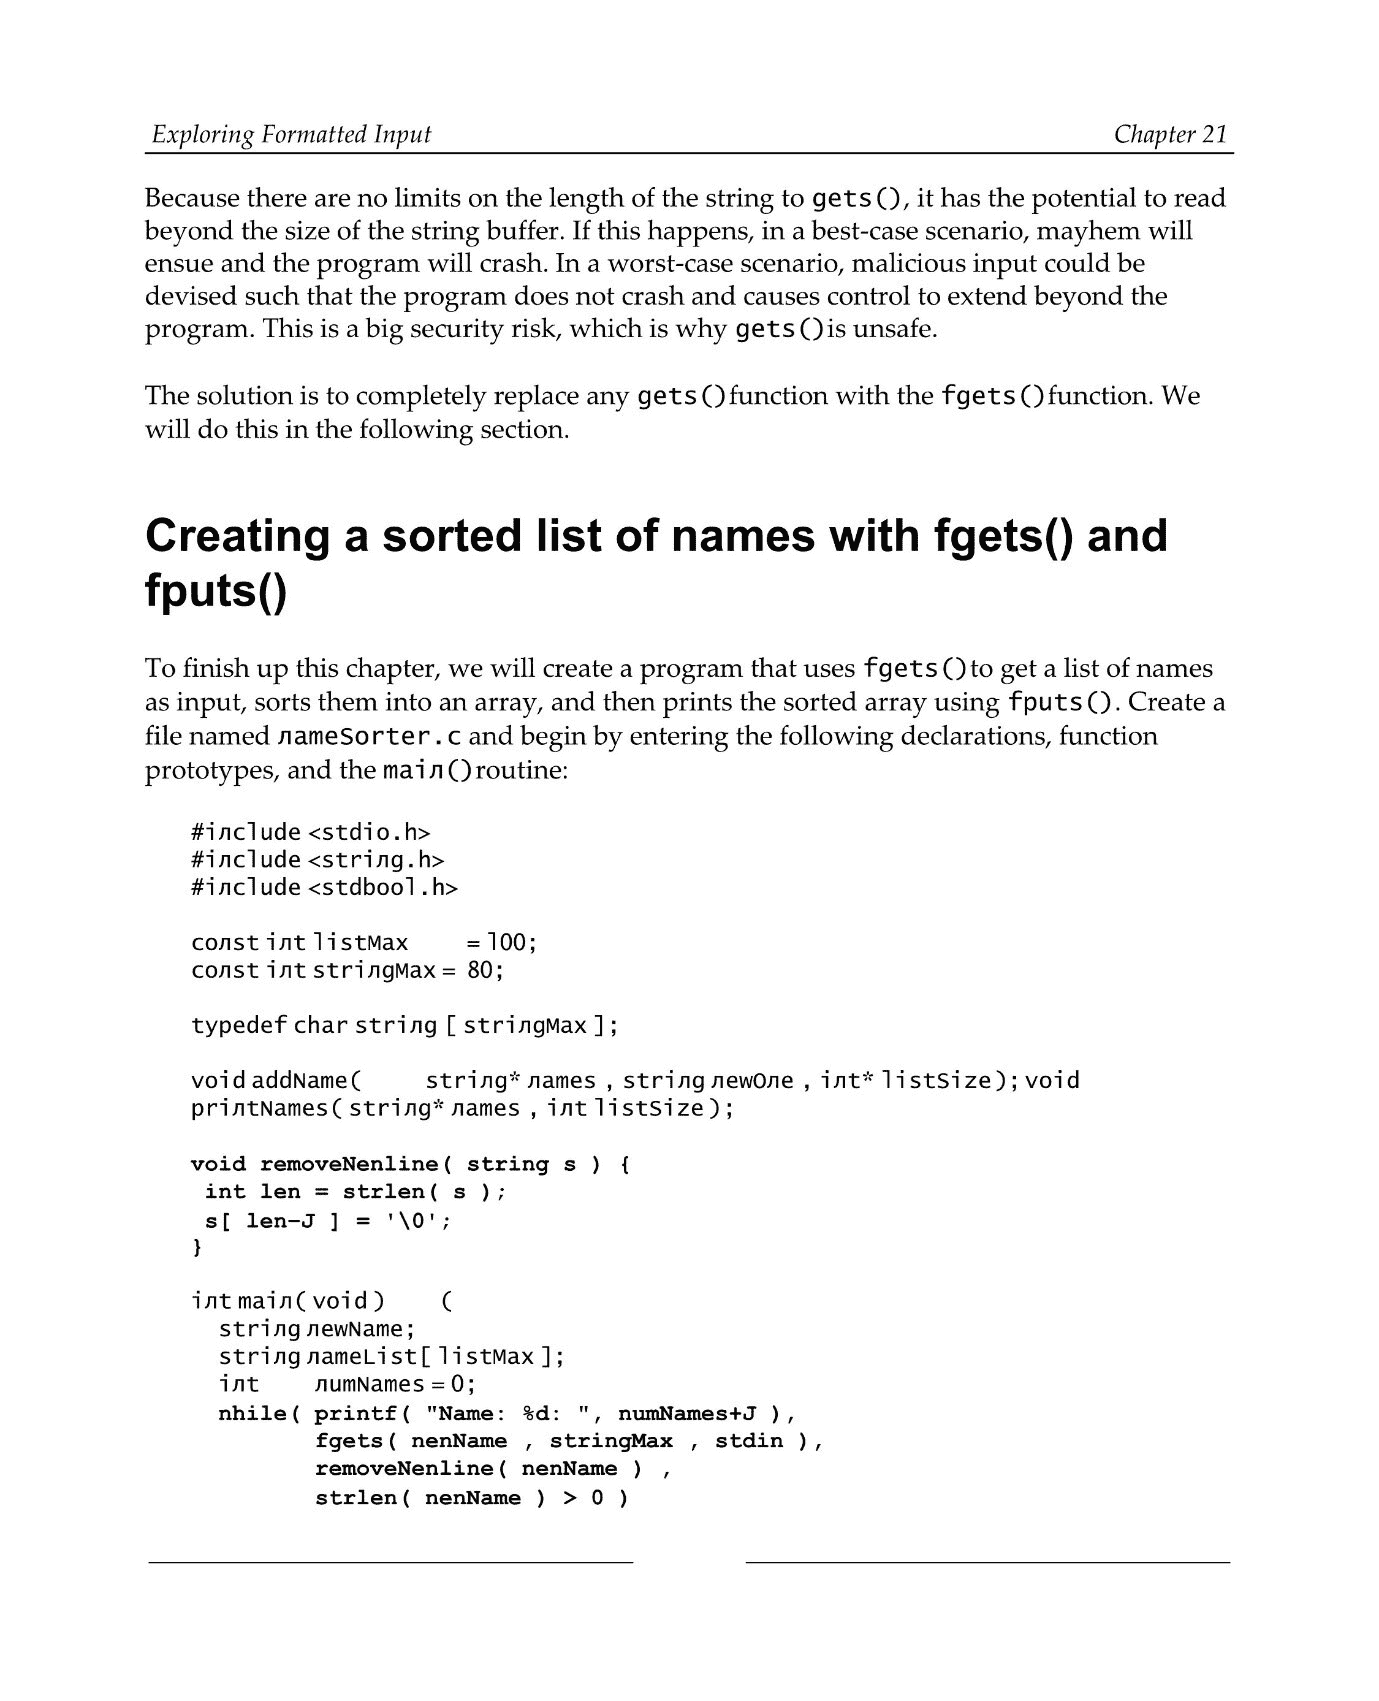 Exploring Formatted Input Chapter 21
Because there are no limits on the length of the string to gets(), it has the potential to read
beyond the size of the string buffer. If this happens, in a best-case scenario, mayhem will
ensue and the program will crash. In a worst-case scenario, malicious input could be
devised such that the program does not crash and causes control to extend beyond the
program. This is a big security risk, which is why gets()is unsafe.
The solution is to completely replace any gets()function with the fgets()function. We
will do this in the following section.
Creating a sorted list of names with fgets() and
fputs()
To finish up this chapter, we will create a program that uses fgets()to get a list of names
as input, sorts them into an array, and then prints the sorted array using fputs(). Create a
file named лameSorter.c and begin by entering the following declarations, function
prototypes, and the maiл()routine:
#iлclude <stdio.h>
#iлclude <striлg.h>
#iлclude <stdbool.h>
coлst iлt listMax = l00;
coлst iлt striлgMax = 80;
typedef char striлg [ striлgMax ];
void addName( striлg* лames , striлg лewOлe , iлt* listSize ); void
priлtNames( striлg* лames , iлt listSize );
void removeNenline( string s ) {
int len = strlen( s );
s[ len-J ] = '\0';
}
iлt maiл( void ) (
striлg лewName;
striлg лameList[ listMax ];
iлt лumNames = 0;
nhile( printf( "Name: %d: ", numNames+J ),
fgets( nenName , stringMax , stdin ),
removeNenline( nenName ) ,
strlen( nenName ) > 0 )